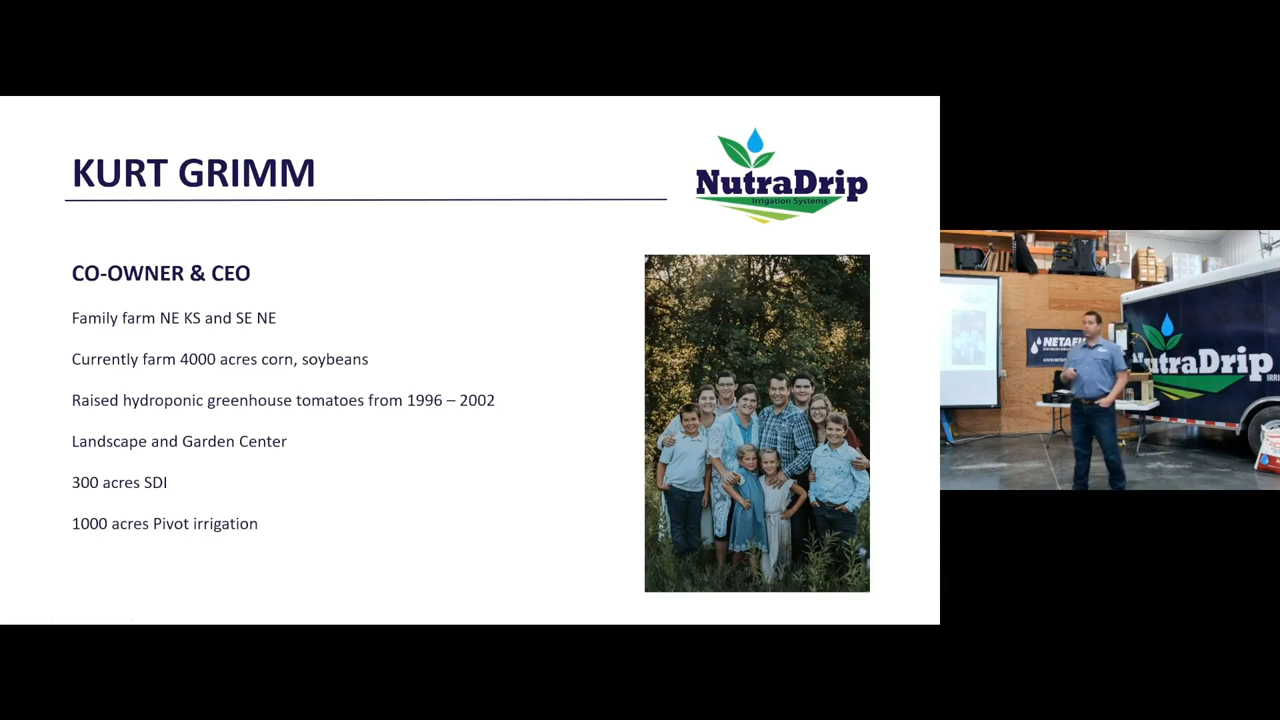 KURT GRIMM
NutraDrip
Irrigation Systems
CO-OWNER & CEO
Family farm NE KS and SE NE
Currently farm 4000 acres corn, soybeans
Raised hydroponic greenhouse tomatoes from 1996 – 2002
Landscape and Garden Center
300 acres SDI
1000 acres Pivot irrigation
NETAFI
NutraDrip
IRRI